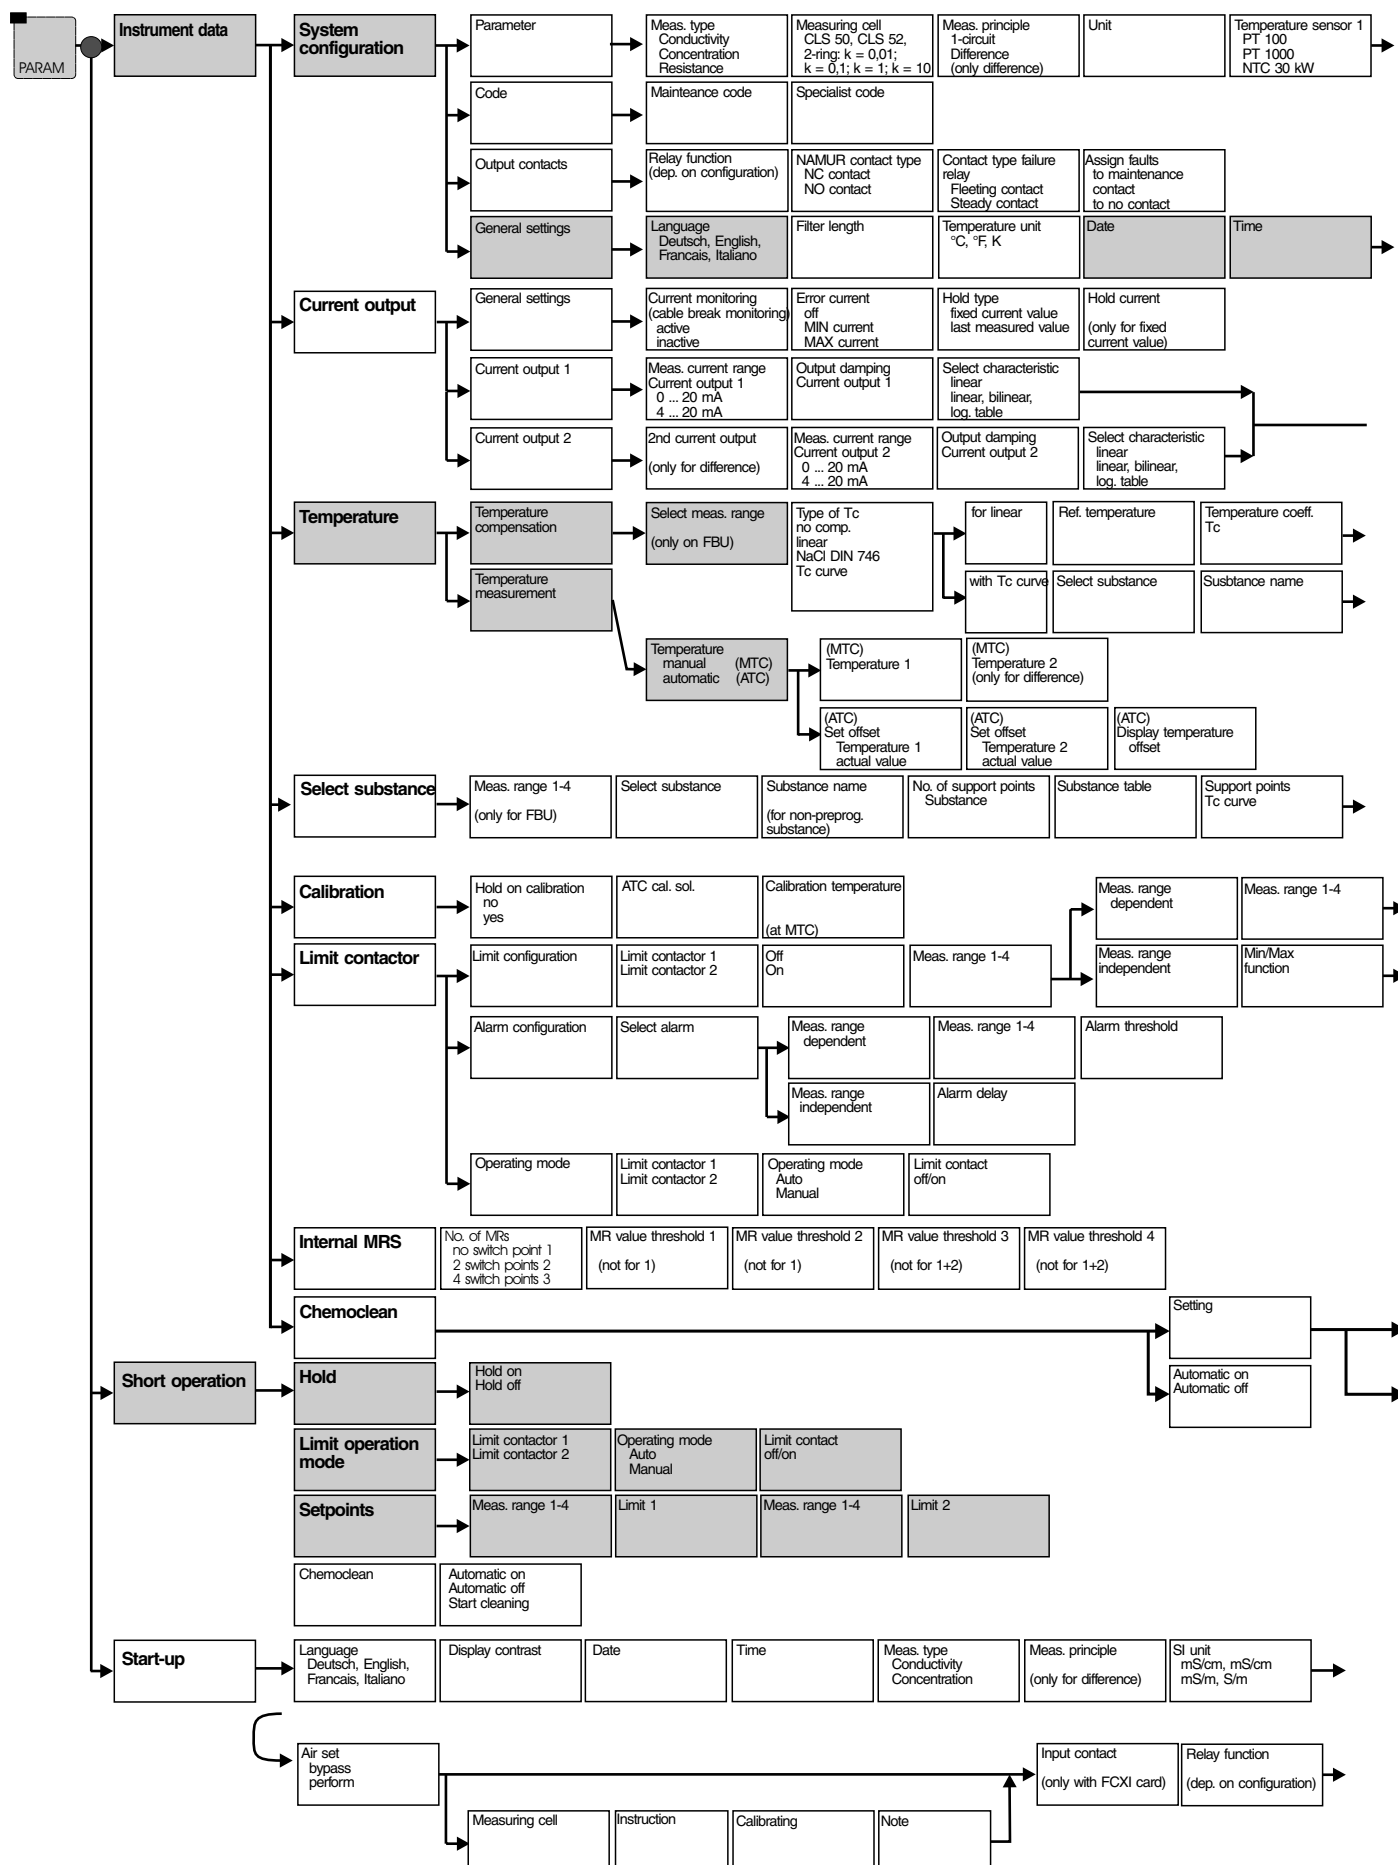 PARAM
Instrument data
System
configuration
Parameter
Meas. type
Conductivity
Concentration
Resistance
Measuring cell
CLS 50, CLS 52,
2-ring: k = 0,01;
k = 0,1; k = 1; k = 10
Meas. principle
1-circuit
Difference
(only difference)
Unit
Temperature sensor 1
PT 100
PT 1000
NTC 30 kW
Code
Mainteance code
Specialist code
Output contacts
Relay function
(dep. on configuration)
NAMUR contact type
NC contact
NO contact
Contact type failure
relay
Fleeting contact
Steady contact
Assign faults
to maintenance
contact
to no contact
General settings
Language
Deutsch, English,
Francais, Italiano
Filter length
Temperature unit
°C, °F, K
Date
Time
Current output
General settings
Current monitoring
(cable break monitoring)
active
inactive
Error current
off
MIN current
MAX current
Hold type
fixed current value
last measured value
Hold current
(only for fixed
current value)
Current output 1
Meas. current range
Current output 1
0 ... 20 mA
4 ... 20 mA
Output damping
Current output 1
Select characteristic
linear
linear, bilinear,
log. table
Current output 2
2nd current output
(only for difference)
Meas. current range
Current output 2
0 ... 20 mA
4 ... 20 mA
Output damping
Current output 2
Select characteristic
linear
linear, bilinear,
log. table
Temperature
Temperature
compensation
Select meas. range
(only on FBU)
Type of Tc
no comp.
linear
NaCl DIN 746
Tc curve
for linear
Ref. temperature
Temperature coeff.
Tc
Temperature
measurement
with Tc curve
Select substance
Susbtance name
Temperature
manual (MTC)
automatic (ATC)
(MTC)
Temperature 1
(MTC)
Temperature 2
(only for difference)
(ATC)
Set offset
Temperature 1
actual value
(ATC)
Set offset
Temperature 2
actual value
(ATC)
Display temperature
offset
Select substance
Meas. range 1-4
(only for FBU)
Select substance
Substance name
(for non-preprog.
substance)
No. of support points
Substance
Substance table
Support points
Tc curve
Calibration
Hold on calibration
no
yes
ATC cal. sol.
Calibration temperature
(at MTC)
Meas. range
dependent
Meas. range 1-4
Limit contactor
Limit configuration
Limit contactor 1
Limit contactor 2
Off
On
Meas. range 1-4
Meas. range
independent
Min/Max
function
Alarm configuration
Select alarm
Meas. range
dependent
Meas. range 1-4
Alarm threshold
Meas. range
independent
Alarm delay
Operating mode
Limit contactor 1
Limit contactor 2
Operating mode
Auto
Manual
Limit contact
off/on
Internal MRS
No. of MRs
no switch point 1
2 switch points 2
4 switch points 3
MR value threshold 1
(not for 1)
MR value threshold 2
(not for 1)
MR value threshold 3
(not for 1+2)
MR value threshold 4
(not for 1+2)
Chemoclean
Setting
Automatic on
Automatic off
Short operation
Hold
Hold on
Hold off
Limit operation
mode
Limit contactor 1
Limit contactor 2
Operating mode
Auto
Manual
Limit contact
off/on
Setpoints
Meas. range 1-4
Limit 1
Meas. range 1-4
Limit 2
Chemoclean
Automatic on
Automatic off
Start cleaning
Start-up
Language
Deutsch, English,
Francais, Italiano
Display contrast
Date
Time
Meas. type
Conductivity
Concentration
Meas. principle
(only for difference)
SI unit
mS/cm, mS/cm
mS/m, S/m
Air set
bypass
perform
Input contact
(only with FCXI card)
Relay function
(dep. on configuration)
Measuring cell
Instruction
Calibrating
Note